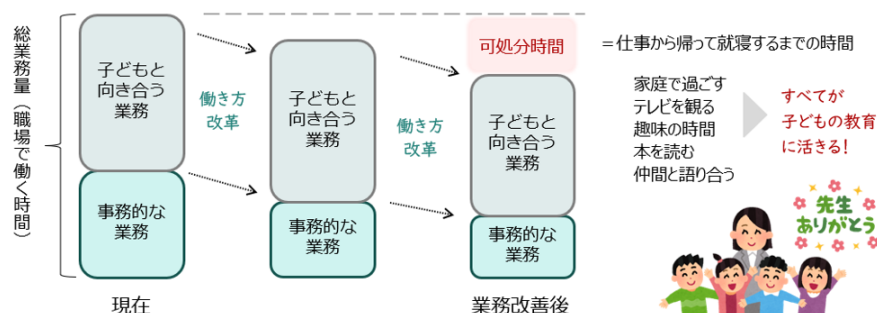 総業務量（職場で働く時間）
子どもと
向き合う
業務
事務的な
業務
現在
働き方
改革
子どもと
向き合う
業務
事務的な
業務
働き方
改革
可処分時間
子どもと
向き合う
業務
事務的な
業務
業務改善後
＝仕事から帰って就寝するまでの時間
家庭で過ごす
テレビを観る
趣味の時間
本を読む
仲間と語り合う
すべてが
子どもの教育
に活きる！
先生
ありがとう